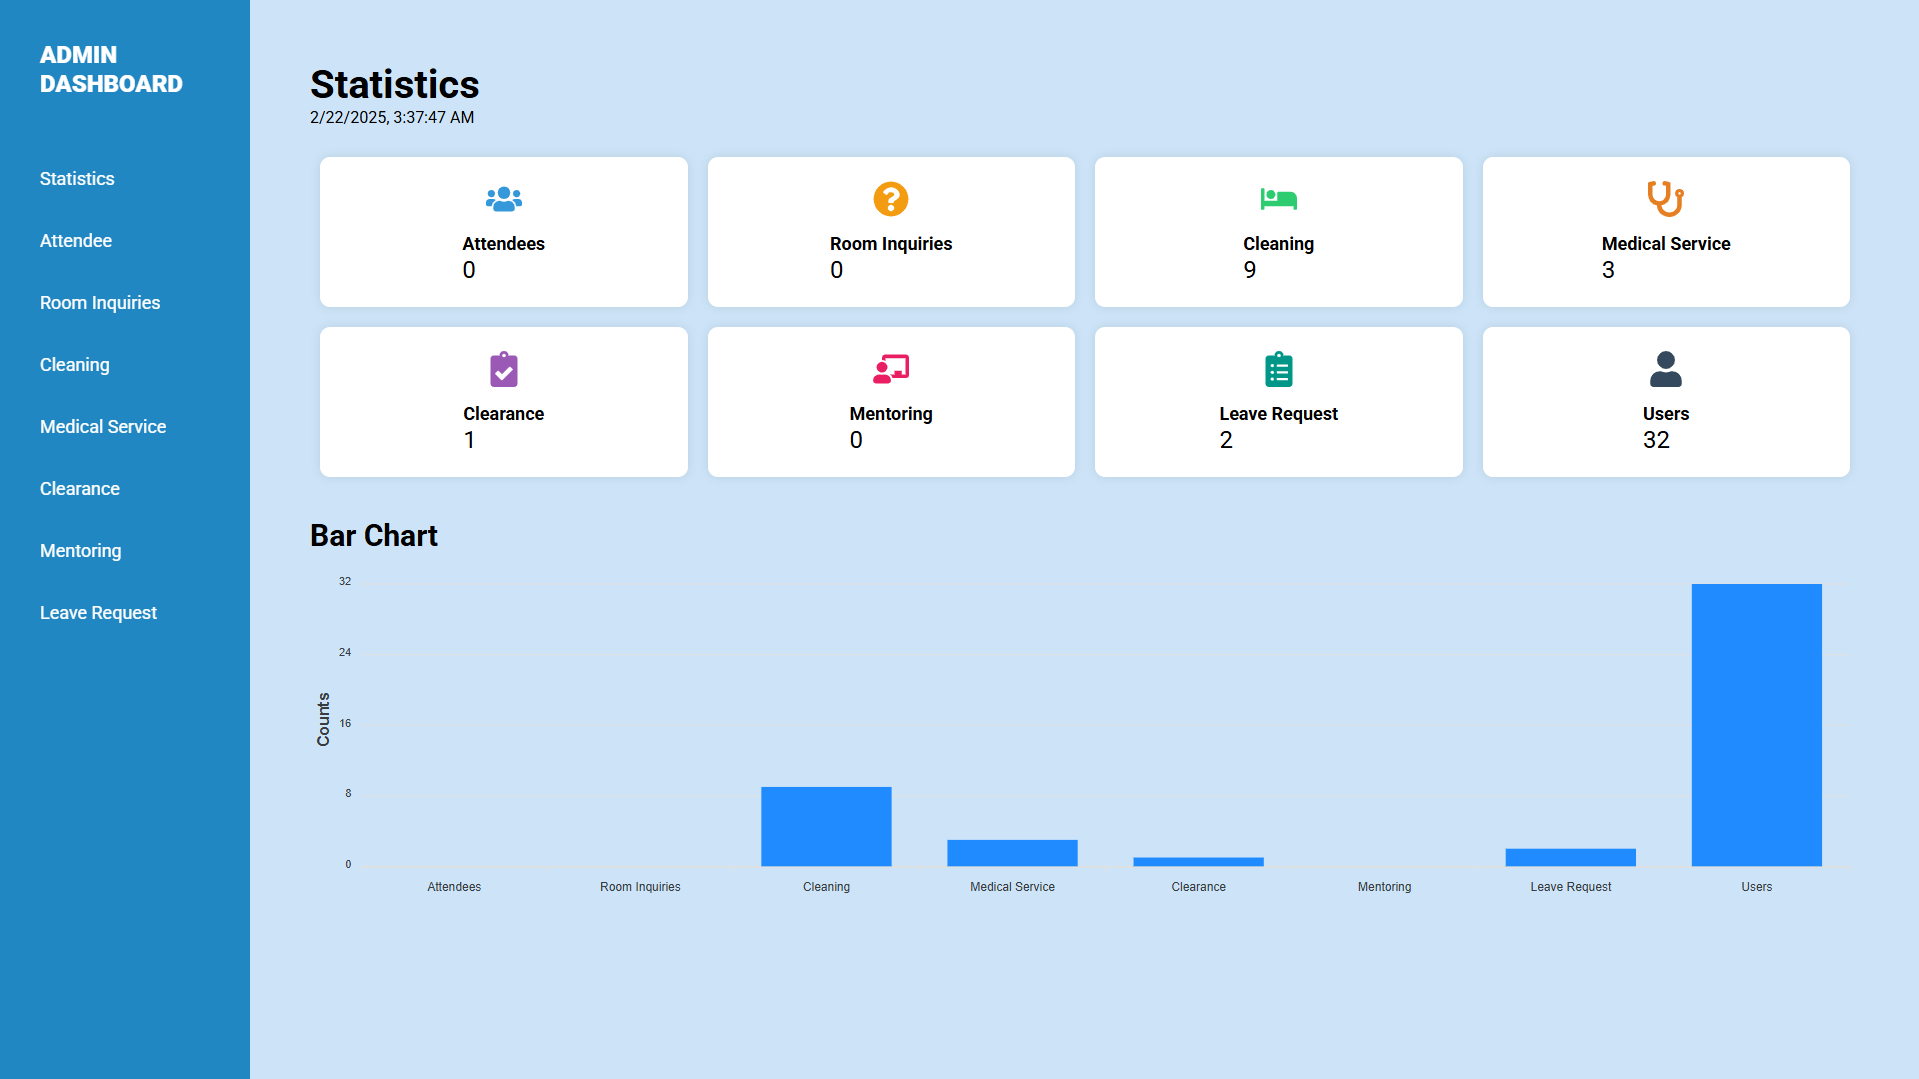 ADMIN
DASHBOARD
Statistics
Attendee
Room Inquiries
Cleaning
Medical Service
Clearance
Mentoring
Leave Request
Statistics
2/22/2025, 3:37:47 AM
Attendees
0
Room Inquiries
0
Cleaning
9
Medical Service
3
Clearance
1
Mentoring
0
Leave Request
2
Users
32
Bar Chart
Counts
32
24
16
8
0
Attendees
Room Inquiries
Cleaning
Medical Service
Clearance
Mentoring
Leave Request
Users